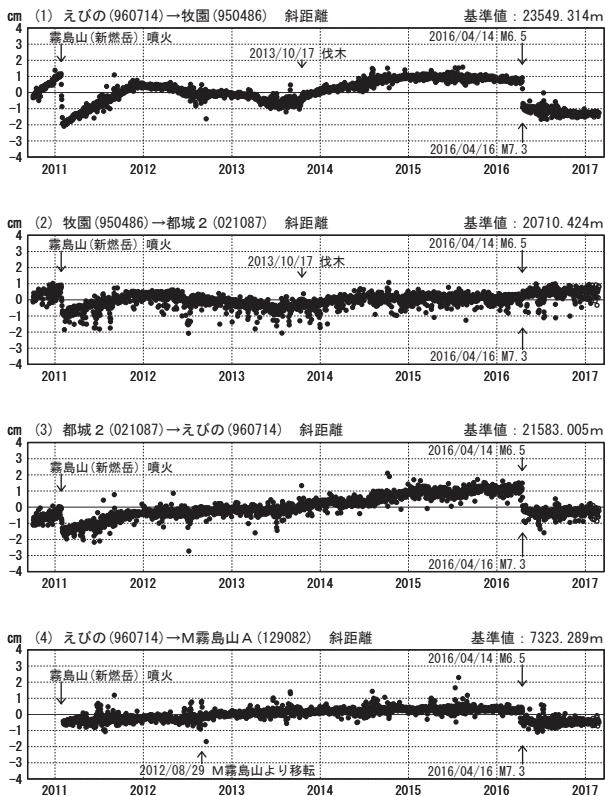 cm (1) えびの(960714)→牧園(950486) 斜距離 基準値：23549.314m
4
3
2
1
0
-1
-2
-3
-4
霧島山(新燃岳) 噴火
2013/10/17 伐木
2016/04/14 M6.5
2016/04/16 M7.3
2011 2012 2013 2014 2015 2016 2017
cm (2) 牧園(950486)→都城２(021087) 斜距離 基準値：20710.424m
4
3
2
1
0
-1
-2
-3
-4
霧島山(新燃岳) 噴火
2013/10/17 伐木
2016/04/14 M6.5
2016/04/16 M7.3
2011 2012 2013 2014 2015 2016 2017
cm (3) 都城２(021087)→えびの(960714) 斜距離 基準値：21583.005m
4
3
2
1
0
-1
-2
-3
-4
霧島山(新燃岳) 噴火
2016/04/14 M6.5
2016/04/16 M7.3
2011 2012 2013 2014 2015 2016 2017
cm (4) えびの(960714)→Ｍ霧島山Ａ(129082) 斜距離 基準値：7323.289m
4
3
2
1
0
-1
-2
-3
-4
霧島山(新燃岳) 噴火
2016/04/14 M6.5
2012/08/29 Ｍ霧島山より移転
2016/04/16 M7.3
2011 2012 2013 2014 2015 2016 2017